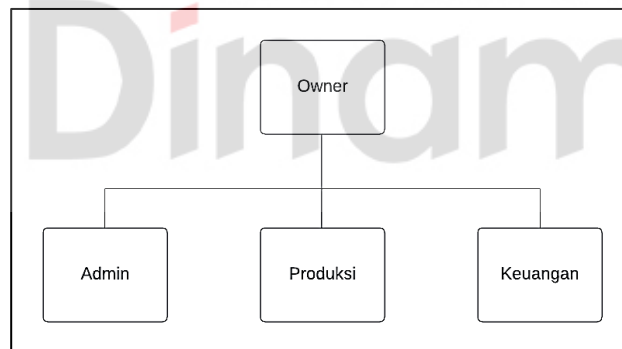 Dinam
Owner
Admin
Produksi
Keuangan